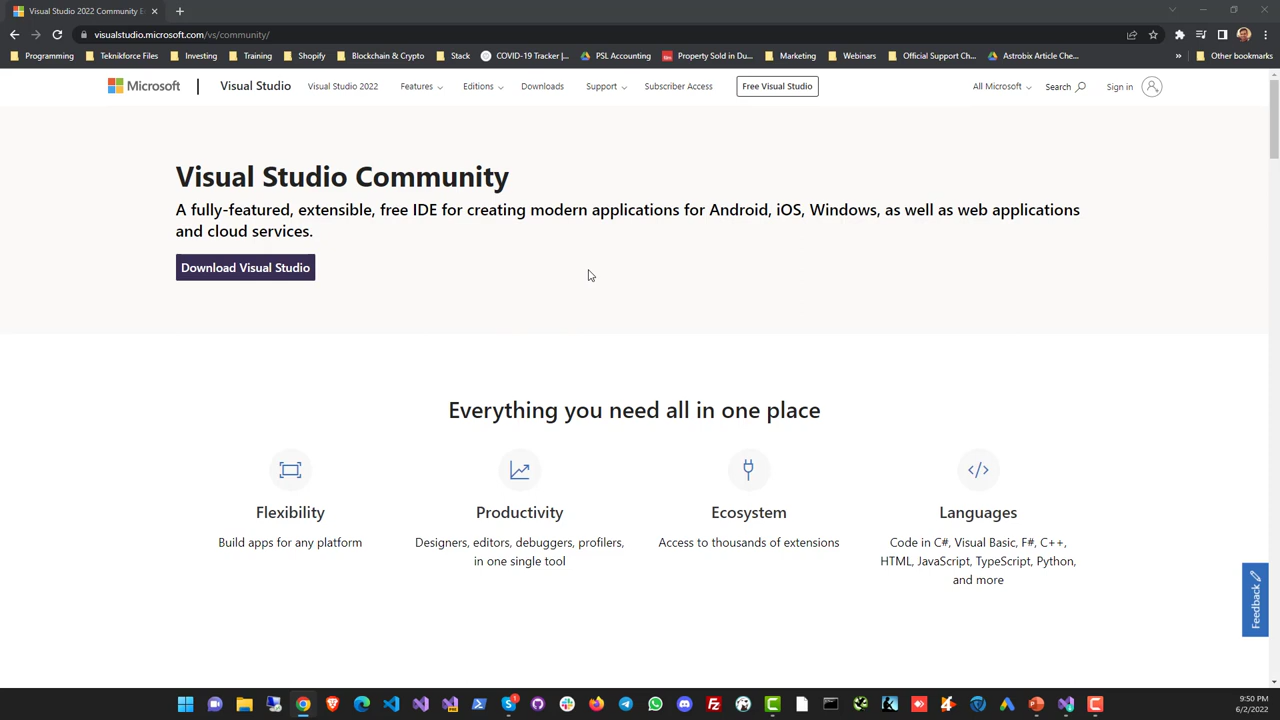 Visual Studio 2022 Community E
visualstudio.microsoft.com/vs/community/
Programming
Teknikforce Files
Investing
Training
Shopify
Blockchain & Crypto
Stack
COVID-19 Tracker |...
PSL Accounting
Property Sold in Du...
Marketing
Webinars
Official Support Ch...
Astrobix Article Che...
»
Other bookmarks
Microsoft
Visual Studio
Visual Studio 2022
Features
Editions
Downloads
Support
Subscriber Access
Free Visual Studio
All Microsoft
Search
Sign in
Visual Studio Community
A fully-featured, extensible, free IDE for creating modern applications for Android, iOS, Windows, as well as web applications
and cloud services.
Download Visual Studio
Everything you need all in one place
Flexibility
Productivity
Ecosystem
Languages
Build apps for any platform
Designers, editors, debuggers, profilers,
in one single tool
Access to thousands of extensions
Code in C#, Visual Basic, F#, C++,
HTML, JavaScript, TypeScript, Python,
and more
Feedback
9:50 PM
6/2/2022